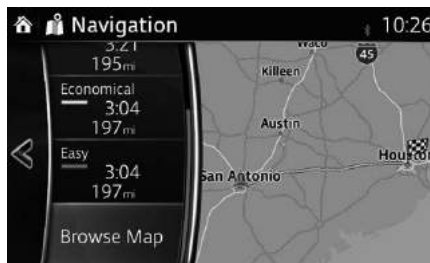 Navigation
10:26
3:21
195mi
Economical
3:04
197mi
Easy
3:04
197mi
Browse Map
Waco
45
Killeen
Austin
Houston
San Antonio